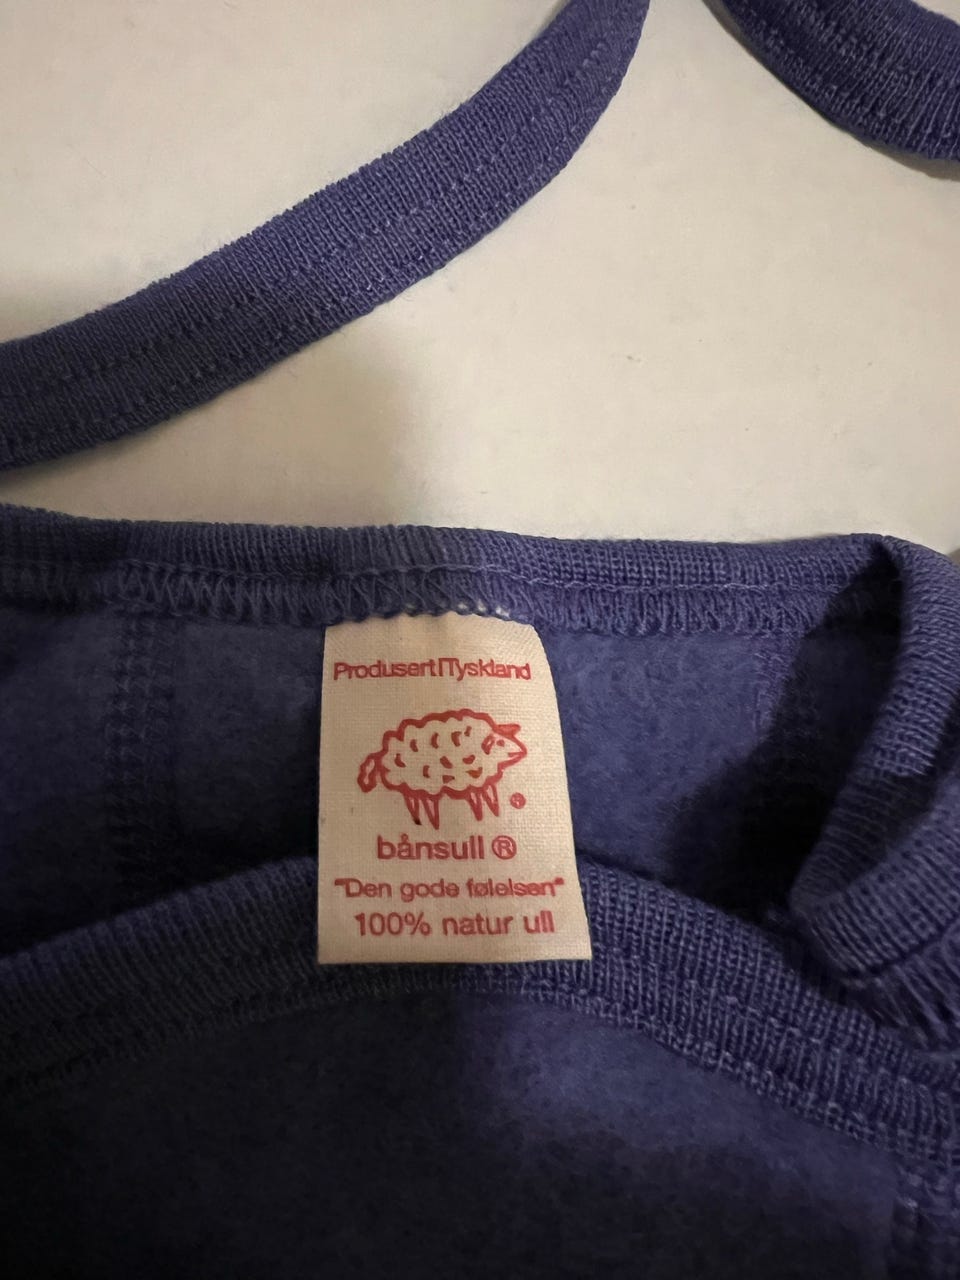 Produsert I Tyskland
bånsull ®
"Den gode følelsen"
100% natur ull